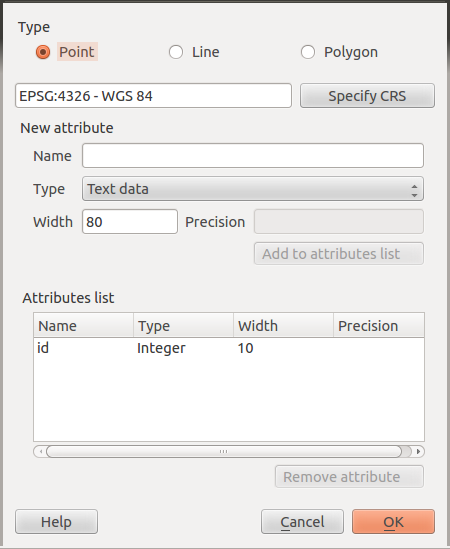 Type
Point Line Polygon
EPSG:4326 - WGS 84 Specify CRS
New attribute
Name
Type Text data
Width 80 Precision
Add to attributes list
Attributes list
Name Type Width Precision
id Integer 10
Remove attribute
Help Cancel OK